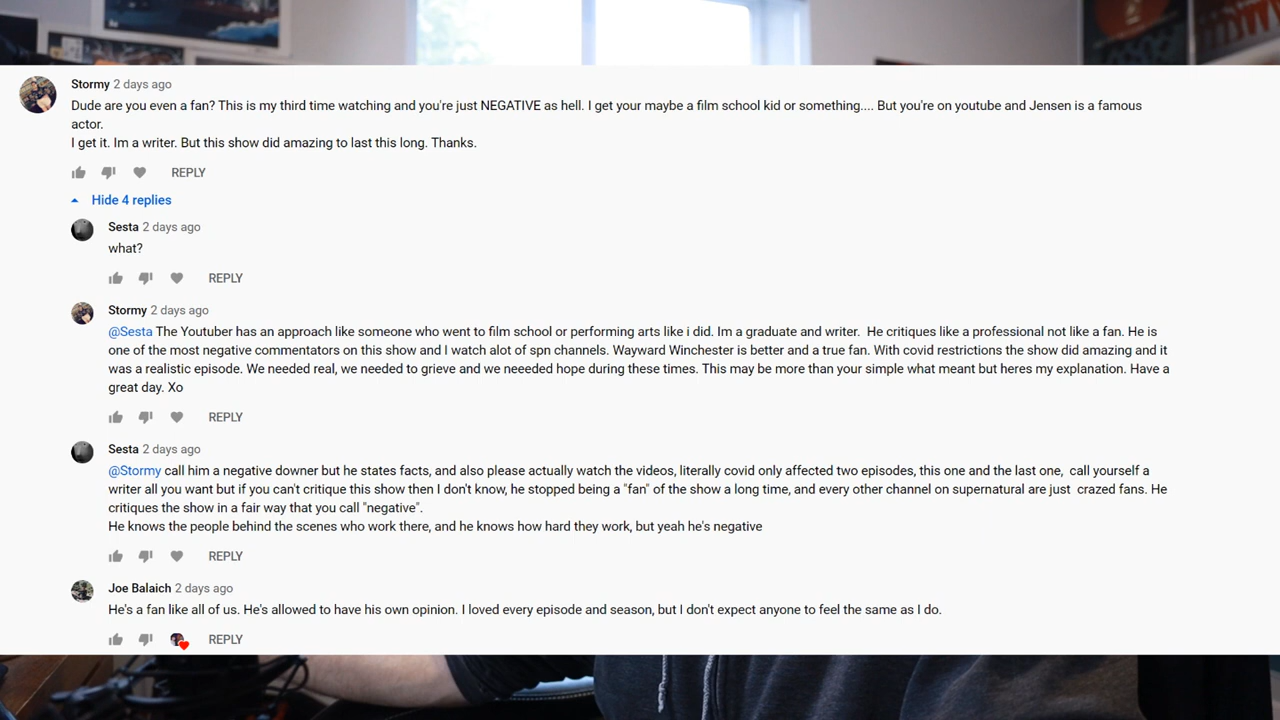 Stormy 2 days ago
Dude are you even a fan? This is my third time watching and you're just NEGATIVE as hell. I get your maybe a film school kid or something.... But you're on youtube and Jensen is a famous
actor.
I get it. Im a writer. But this show did amazing to last this long. Thanks.
REPLY
Hide 4 replies
Sesta 2 days ago
what?
REPLY
Stormy 2 days ago
@Sesta The Youtuber has an approach like someone who went to film school or performing arts like i did. Im a graduate and writer.  He critiques like a professional not like a fan. He is
one of the most negative commentators on this show and I watch alot of spn channels. Wayward Winchester is better and a true fan. With covid restrictions the show did amazing and it
was a realistic episode. We needed real, we needed to grieve and we neeeded hope during these times. This may be more than your simple what meant but heres my explanation. Have a
great day. Xo
REPLY
Sesta 2 days ago
@Stormy call him a negative downer but he states facts, and also please actually watch the videos, literally covid only affected two episodes, this one and the last one,  call yourself a
writer all you want but if you can't critique this show then I don't know, he stopped being a "fan" of the show a long time, and every other channel on supernatural are just  crazed fans. He
critiques the show in a fair way that you call "negative".
He knows the people behind the scenes who work there, and he knows how hard they work, but yeah he's negative
REPLY
Joe Balaich 2 days ago
He's a fan like all of us. He's allowed to have his own opinion. I loved every episode and season, but I don't expect anyone to feel the same as I do.
REPLY